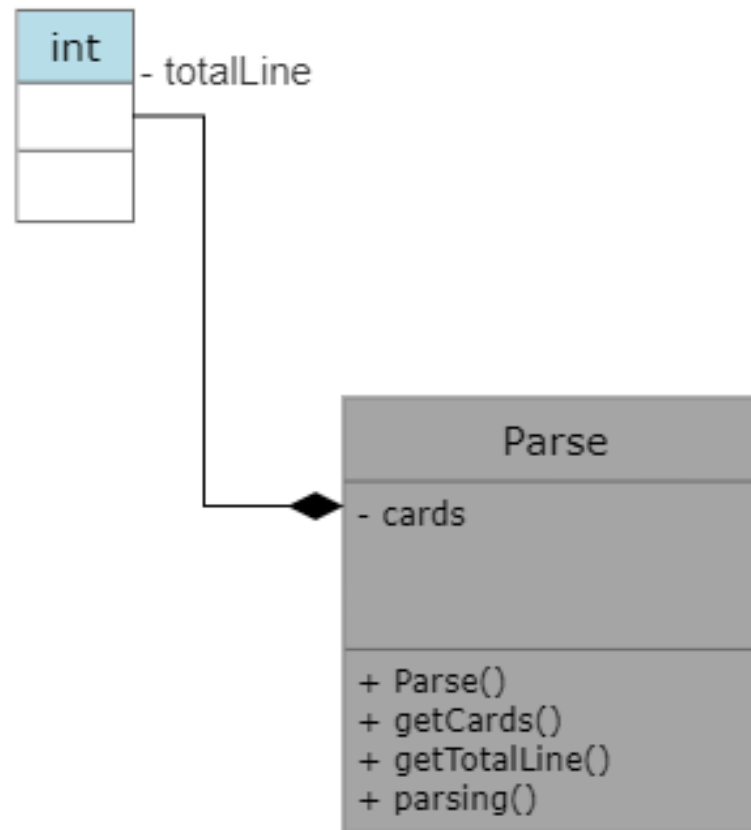 int
- totalLine
Parse
- cards
+ Parse()
+ getCards()
+ getTotalLine()
+ parsing()